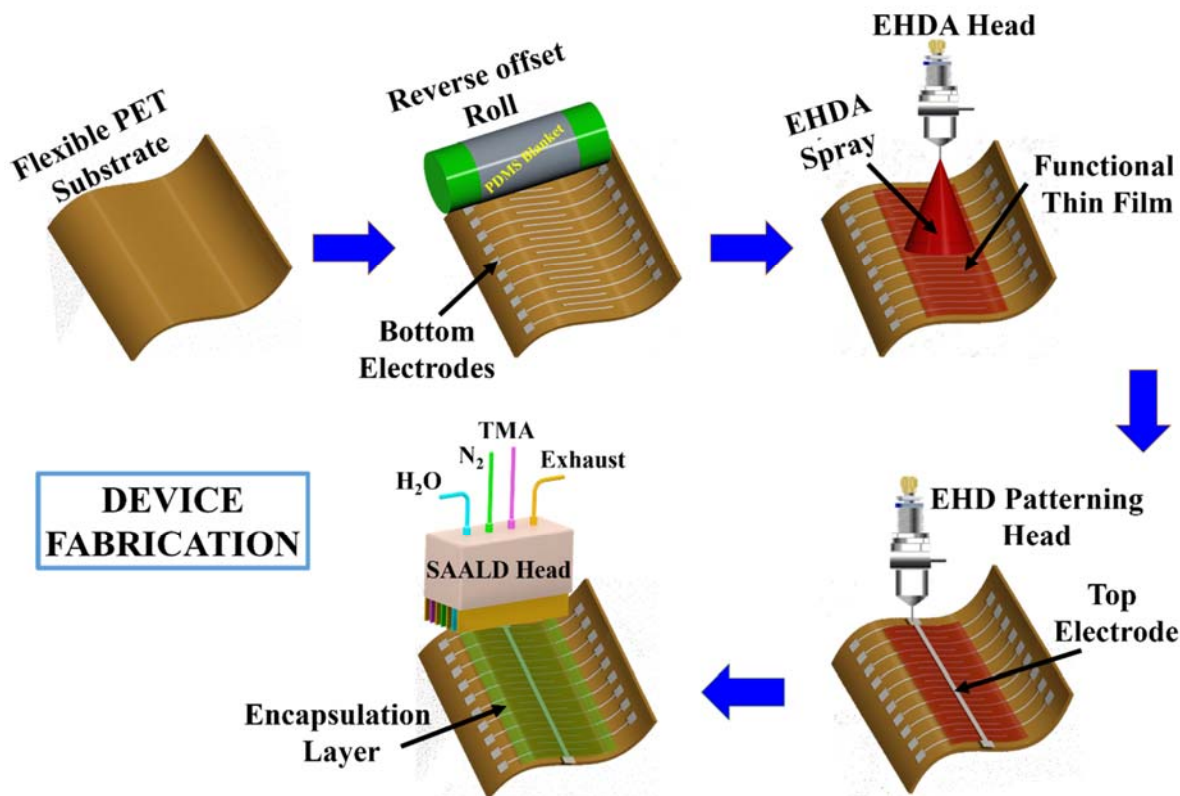 Flexible PET
Substrate
Reverse offset
Roll
PDMS Blanket
Bottom
Electrodes
EHDA Head
EHDA
Spray
Functional
Thin Film
EHD Patterning
Head
Top
Electrode
TMA
N₂
Exhaust
H₂O
SAALD Head
Encapsulation
Layer
DEVICE
FABRICATION